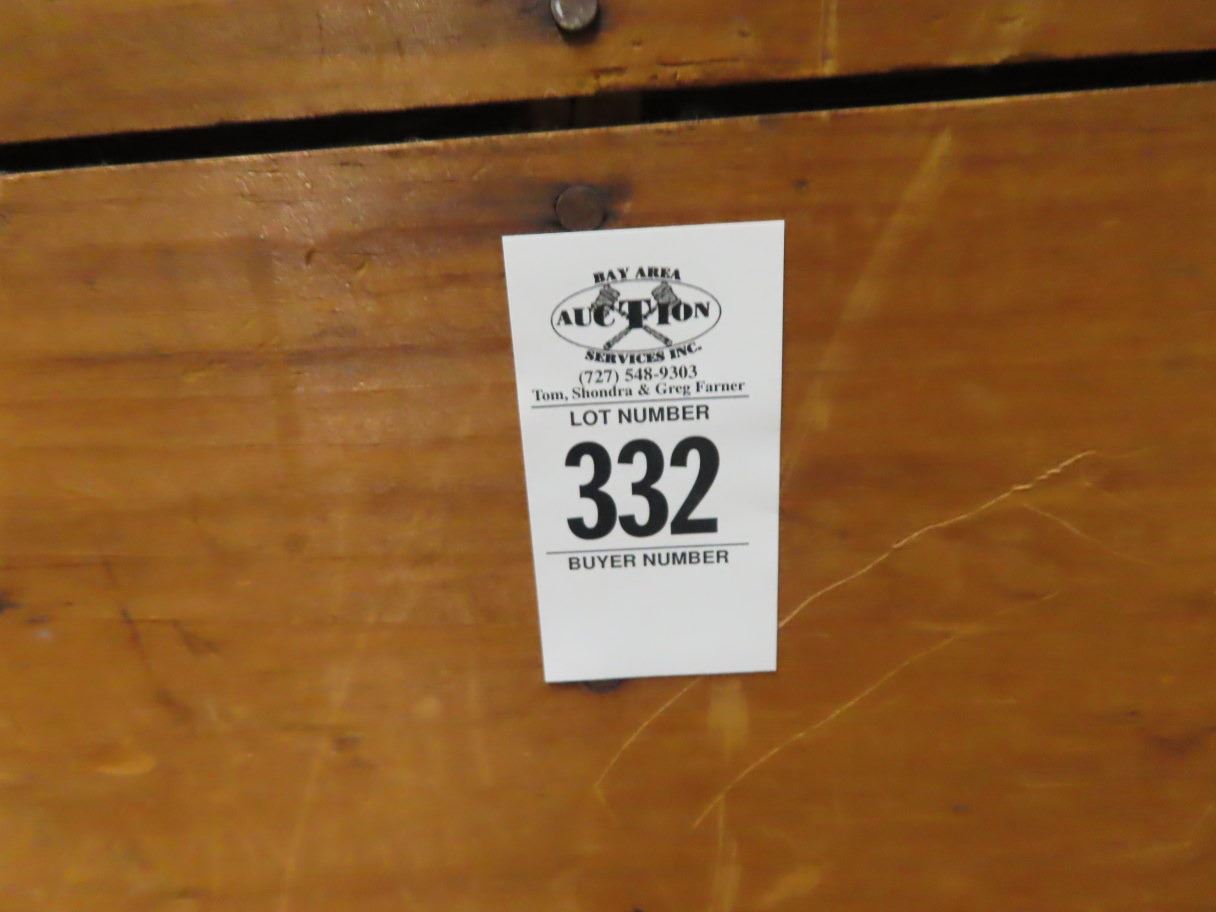 BAY AREA
AUCTION
SERVICES INC.
(727) 548-9303
Tom, Shondra & Greg Farner
LOT NUMBER
332
BUYER NUMBER